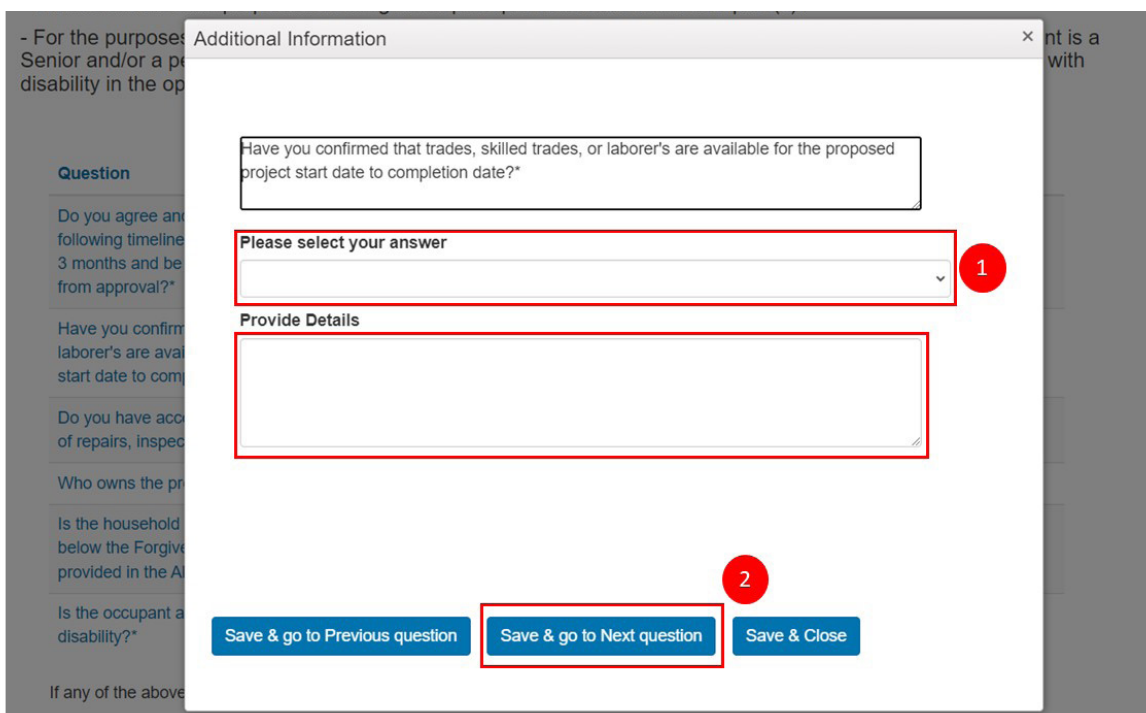 - For the purposes
nt is a
Senior and/or a pe
with
disability in the op
Additional Information
×
Have you confirmed that trades, skilled trades, or laborer's are available for the proposed
project start date to completion date?*
Please select your answer
1
Provide Details
2
Save & go to Previous question
Save & go to Next question
Save & Close
Question
Do you agree and
following timeline
3 months and be
from approval?*
Have you confirm
laborer's are avai
start date to comp
Do you have acce
of repairs, inspec
Who owns the pr
Is the household
below the Forgive
provided in the Al
Is the occupant a
disability?*
If any of the above